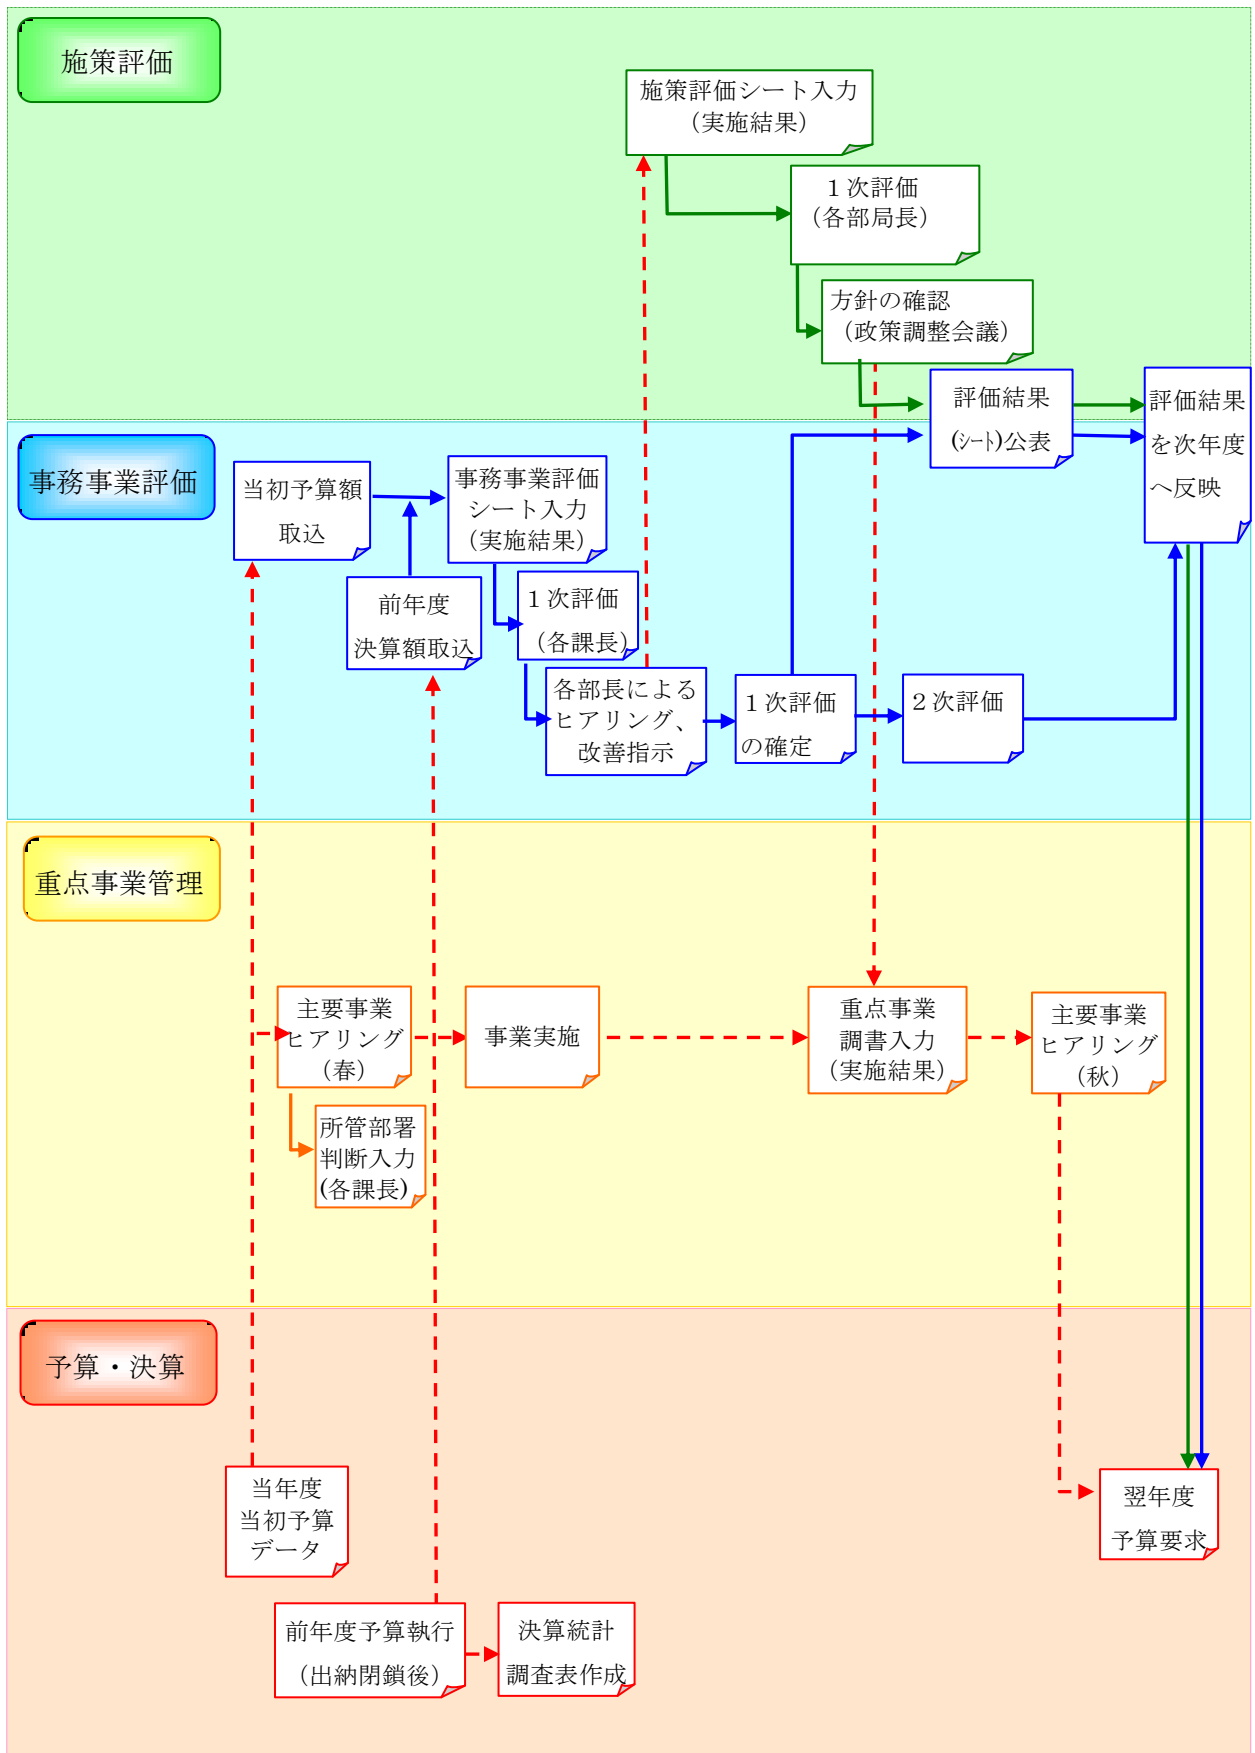 施策評価
施策評価シート入力
（実施結果）
１次評価
（各部局長）
方針の確認
（政策調整会議）
評価結果
(ｼｰﾄ)公表
評価結果
を次年度
へ反映
事務事業評価
当初予算額
取込
事務事業評価
シート入力
（実施結果）
前年度
決算額取込
１次評価
（各課長）
各部長による
ヒアリング、
改善指示
１次評価
の確定
２次評価
重点事業管理
主要事業
ヒアリング
（春）
事業実施
重点事業
調書入力
（実施結果）
主要事業
ヒアリング
（秋）
所管部署
判断入力
(各課長)
予算・決算
当年度
当初予算
データ
翌年度
予算要求
前年度予算執行
（出納閉鎖後）
決算統計
調査表作成